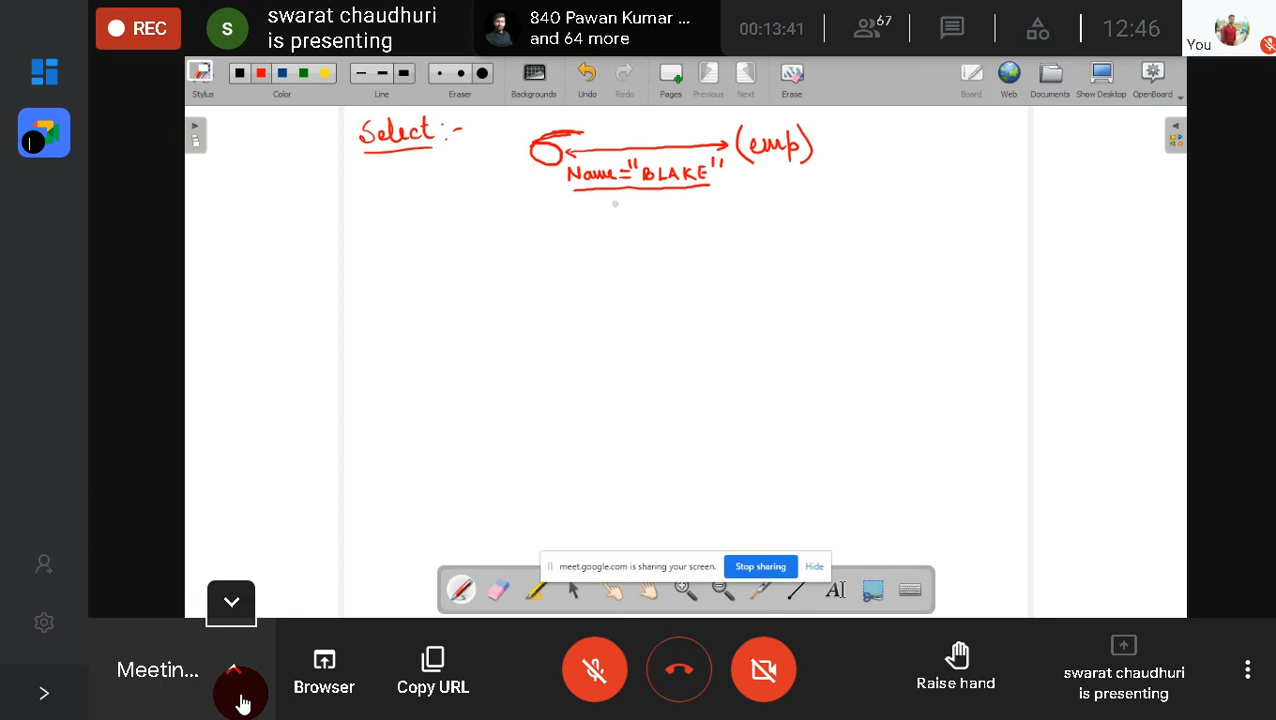 REC
S
swarat chaudhuri
is presenting
840 Pawan Kumar ...
and 64 more
00:13:41
67
12:46
You
Stylus
Color
Line
Eraser
Backgrounds
Undo
Redo
Pages
Previous
Next
Erase
Board
Web
Documents
Show Desktop
OpenBoard
Select :-
σ (emp)
Name="BLAKE"
meet.google.com is sharing your screen.
Stop sharing
Hide
Meetin...
Browser
Copy URL
Raise hand
swarat chaudhuri
is presenting